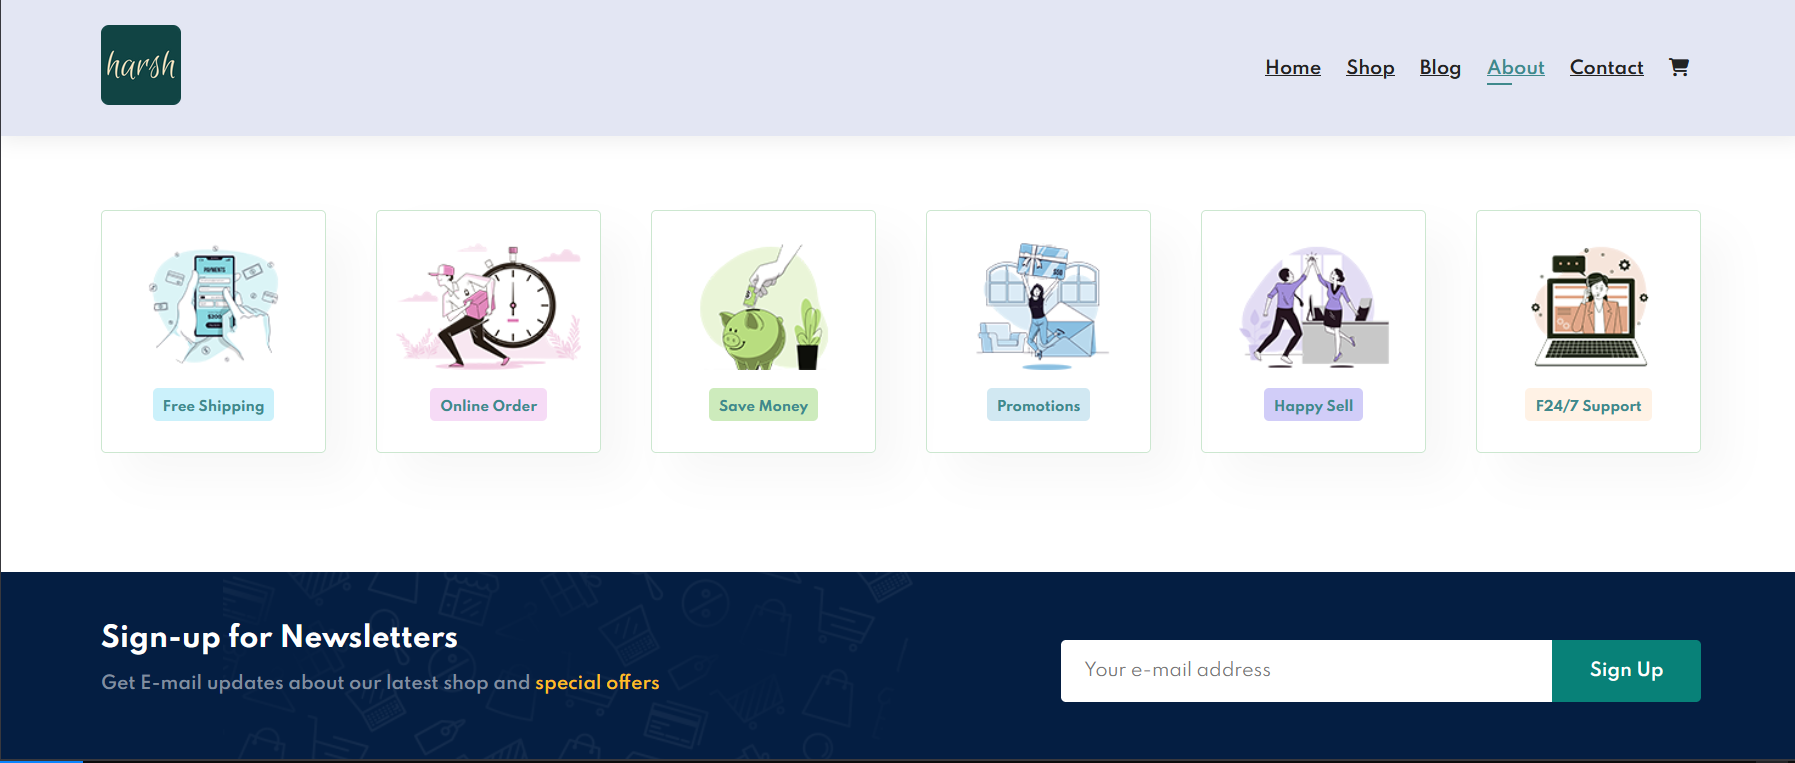 harsh
Home Shop Blog About Contact
PAYMENTS
$200
$50
Free Shipping
Online Order
Save Money
Promotions
Happy Sell
F24/7 Support
Sign-up for Newsletters
Get E-mail updates about our latest shop and special offers
Your e-mail address
Sign Up